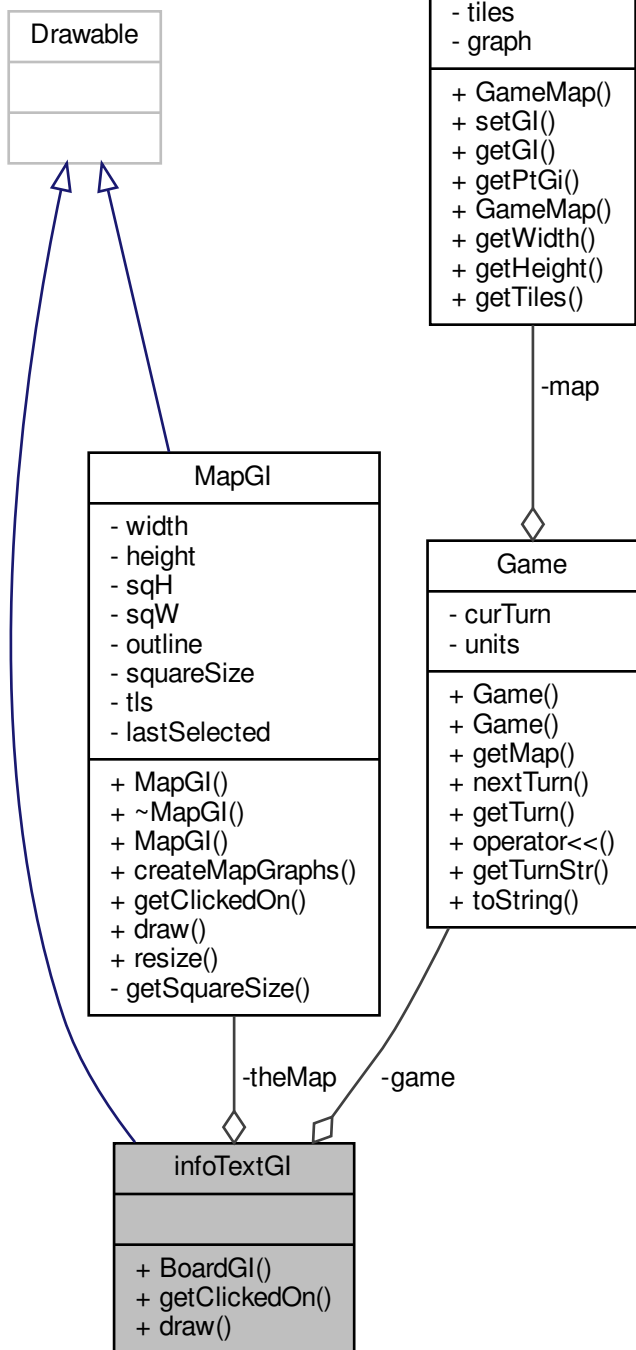 Drawable
- tiles
- graph
+ GameMap()
+ setGI()
+ getGI()
+ getPtGi()
+ GameMap()
+ getWidth()
+ getHeight()
+ getTiles()
-map
MapGI
- width
- height
- sqH
- sqW
- outline
- squareSize
- tls
- lastSelected
+ MapGI()
+ ~MapGI()
+ MapGI()
+ createMapGraphs()
+ getClickedOn()
+ draw()
+ resize()
- getSquareSize()
Game
- curTurn
- units
+ Game()
+ Game()
+ getMap()
+ nextTurn()
+ getTurn()
+ operator<<()
+ getTurnStr()
+ toString()
-theMap
-game
infoTextGI
+ BoardGI()
+ getClickedOn()
+ draw()